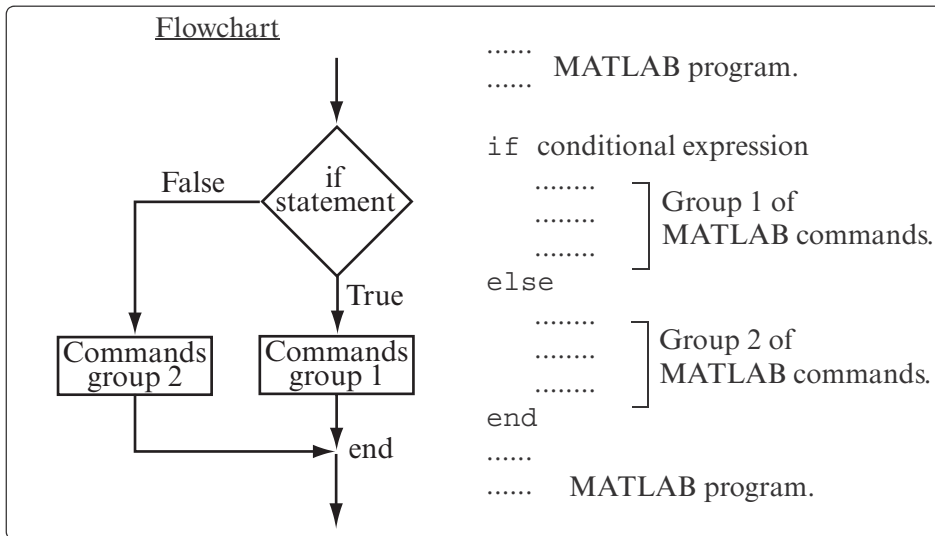 Flowchart
if
statement
False
True
Commands
group 2
Commands
group 1
end
......
...... MATLAB program.
if conditional expression
........
........
........
Group 1 of
MATLAB commands.
else
........
........
........
Group 2 of
MATLAB commands.
end
......
...... MATLAB program.